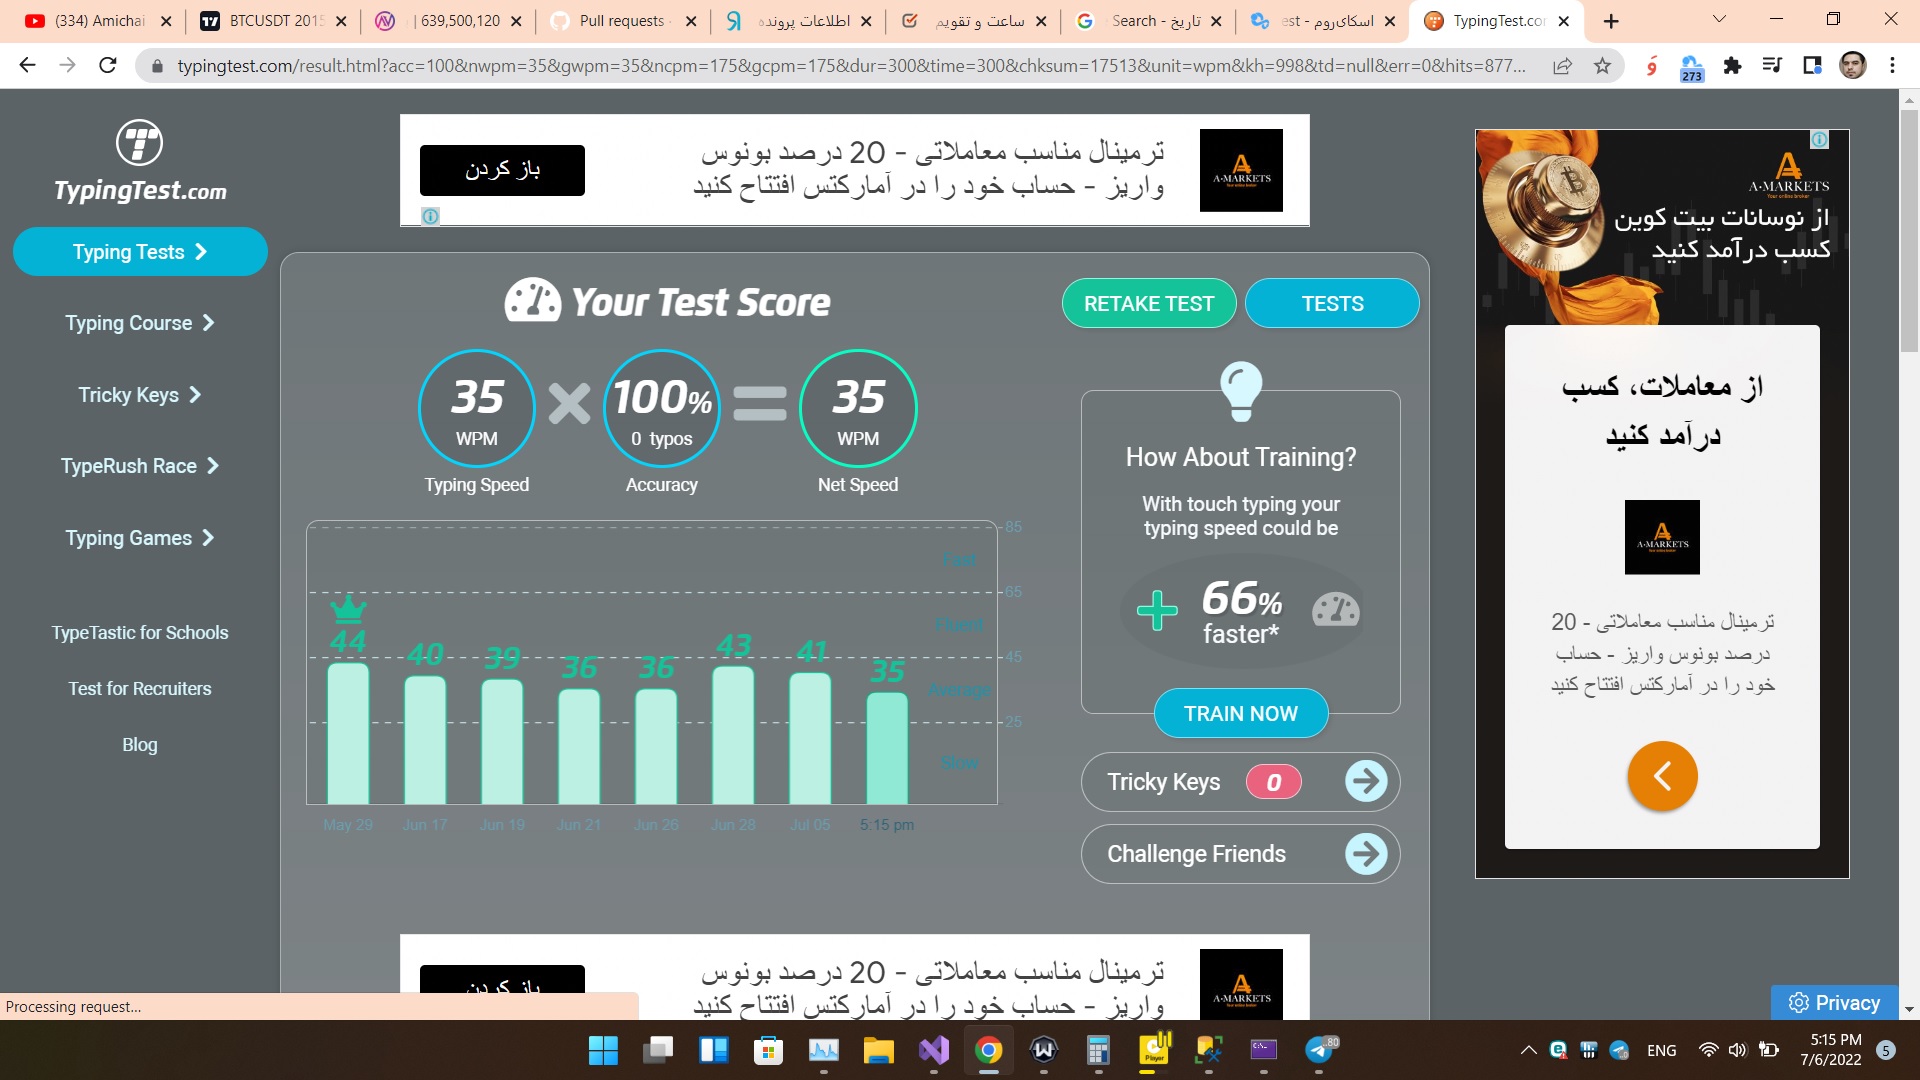 (334) Amichai
BTCUSDT 2015
| 639,500,120
Pull requests
اطلاعات پرونده
ساعت و تقویم
تاریخ - Search
اسکای‌روم - est
TypingTest.com
typingtest.com/result.html?acc=100&nwpm=35&gwpm=35&ncpm=175&gcpm=175&dur=300&time=300&chksum=17513&unit=wpm&kh=998&td=null&err=0&hits=877...
273
TypingTest.com
Typing Tests
Typing Course
Tricky Keys
TypeRush Race
Typing Games
TypeTastic for Schools
Test for Recruiters
Blog
ترمینال مناسب معاملاتی - 20 درصد بونوس
واریز - حساب خود را در آمارکتس افتتاح کنید
باز کردن
A·MARKETS
Your Test Score
RETAKE TEST
TESTS
35
WPM
Typing Speed
100%
0 typos
Accuracy
35
WPM
Net Speed
85
Fast
65
Fluent
45
Average
25
Slow
44 40 39 36 36 43 41 35
May 29 Jun 17 Jun 19 Jun 21 Jun 26 Jun 28 Jul 05 5:15 pm
How About Training?
With touch typing your
typing speed could be
66%
faster*
TRAIN NOW
Tricky Keys 0
Challenge Friends
A·MARKETS
Your online broker
از نوسانات بیت کوین
کسب درآمد کنید
از معاملات، کسب
درآمد کنید
A·MARKETS
ترمینال مناسب معاملاتی - 20
درصد بونوس واریز - حساب
خود را در آمارکتس افتتاح کنید
ترمینال مناسب معاملاتی - 20 درصد بونوس
واریز - حساب خود را در آمارکتس افتتاح کنید
باز کردن
A·MARKETS
Privacy
Processing request...
Player
80
ENG
5:15 PM
7/6/2022
5